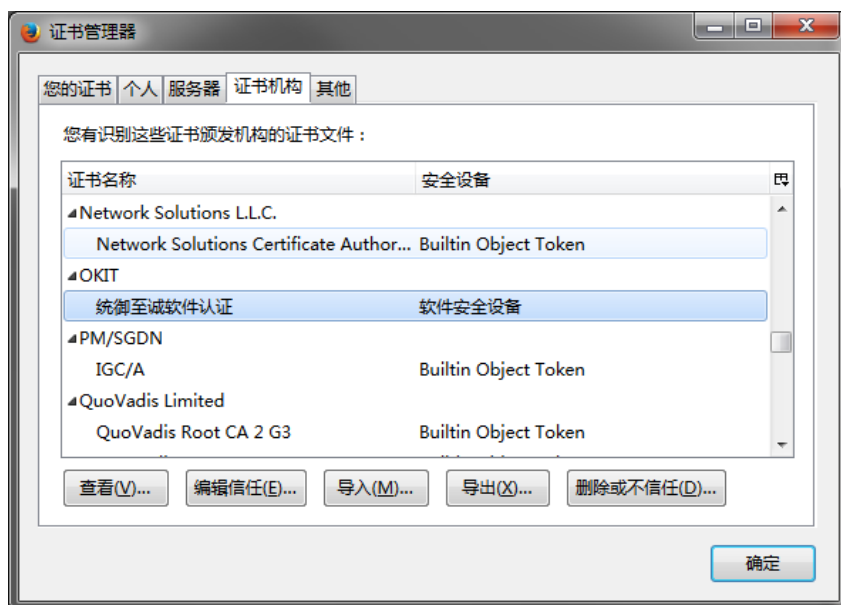 证书管理器
您的证书 个人 服务器 证书机构 其他
您有识别这些证书颁发机构的证书文件：
证书名称 安全设备
Network Solutions L.L.C.
Network Solutions Certificate Author... Builtin Object Token
OKIT
统御至诚软件认证 软件安全设备
PM/SGDN
IGC/A Builtin Object Token
QuoVadis Limited
QuoVadis Root CA 2 G3 Builtin Object Token
查看(V)... 编辑信任(E)... 导入(M)... 导出(X)... 删除或不信任(D)...
确定